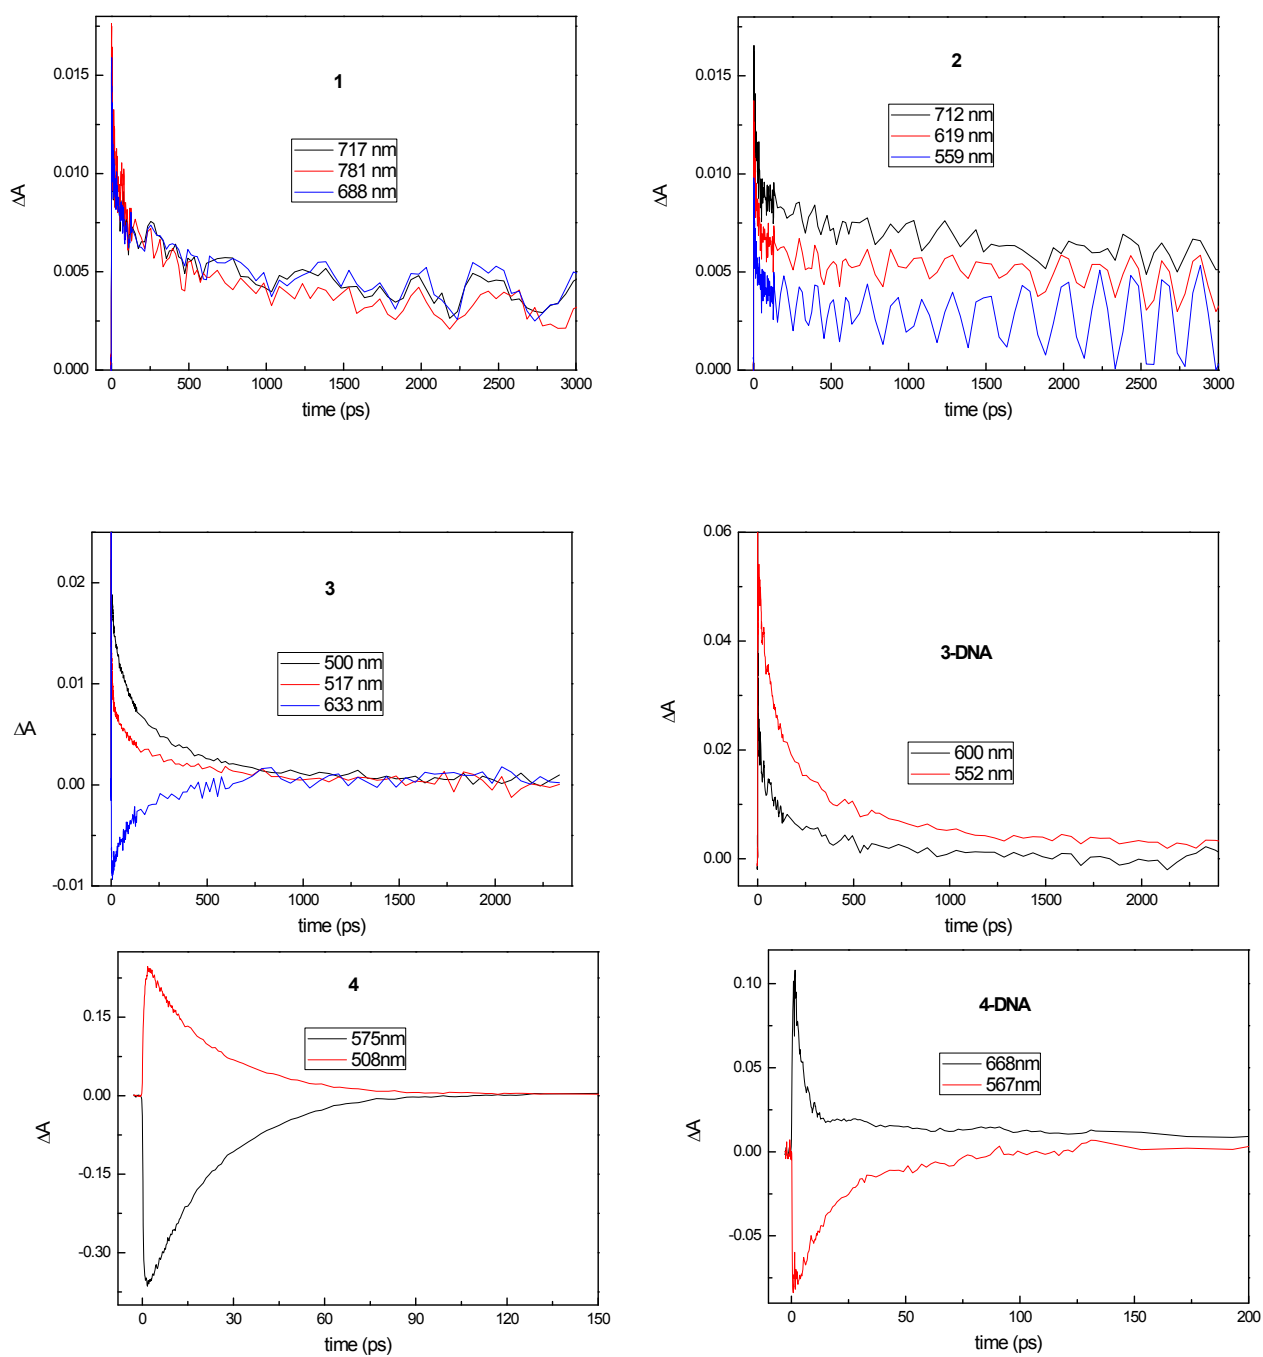 1
717 nm
781 nm
688 nm
ΔA
0.015
0.010
0.005
0.000
0 500 1000 1500 2000 2500 3000
time (ps)
2
712 nm
619 nm
559 nm
ΔA
0.015
0.010
0.005
0.000
0 500 1000 1500 2000 2500 3000
time (ps)
3
500 nm
517 nm
633 nm
ΔA
0.02
0.01
0.00
-0.01
0 500 1000 1500 2000
time (ps)
3-DNA
600 nm
552 nm
ΔA
0.06
0.04
0.02
0.00
0 500 1000 1500 2000
time (ps)
4
575nm
508nm
ΔA
0.15
0.00
-0.15
-0.30
0 30 60 90 120 150
time (ps)
4-DNA
668nm
567nm
ΔA
0.10
0.05
0.00
-0.05
0 50 100 150 200
time (ps)